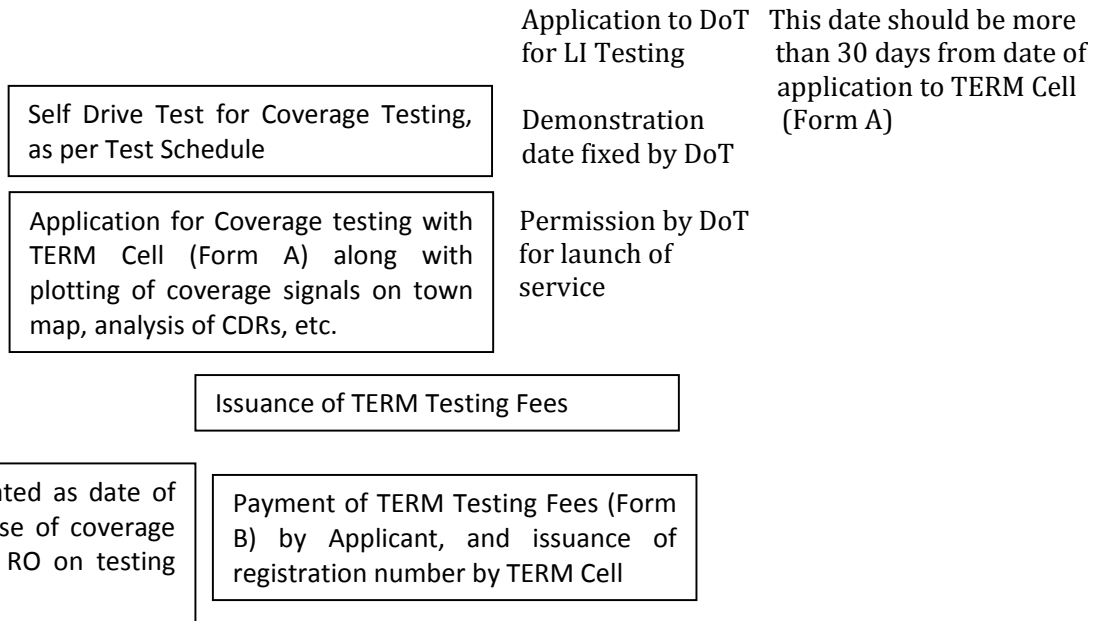 Application to DoT
for LI Testing
This date should be more
than 30 days from date of
application to TERM Cell
(Form A)
Self Drive Test for Coverage Testing,
as per Test Schedule
Demonstration
date fixed by DoT
Application for Coverage testing with
TERM Cell (Form A) along with
plotting of coverage signals on town
map, analysis of CDRs, etc.
Permission by DoT
for launch of
service
Issuance of TERM Testing Fees
as date of
of coverage
RO on testing
Payment of TERM Testing Fees (Form
B) by Applicant, and issuance of
registration number by TERM Cell